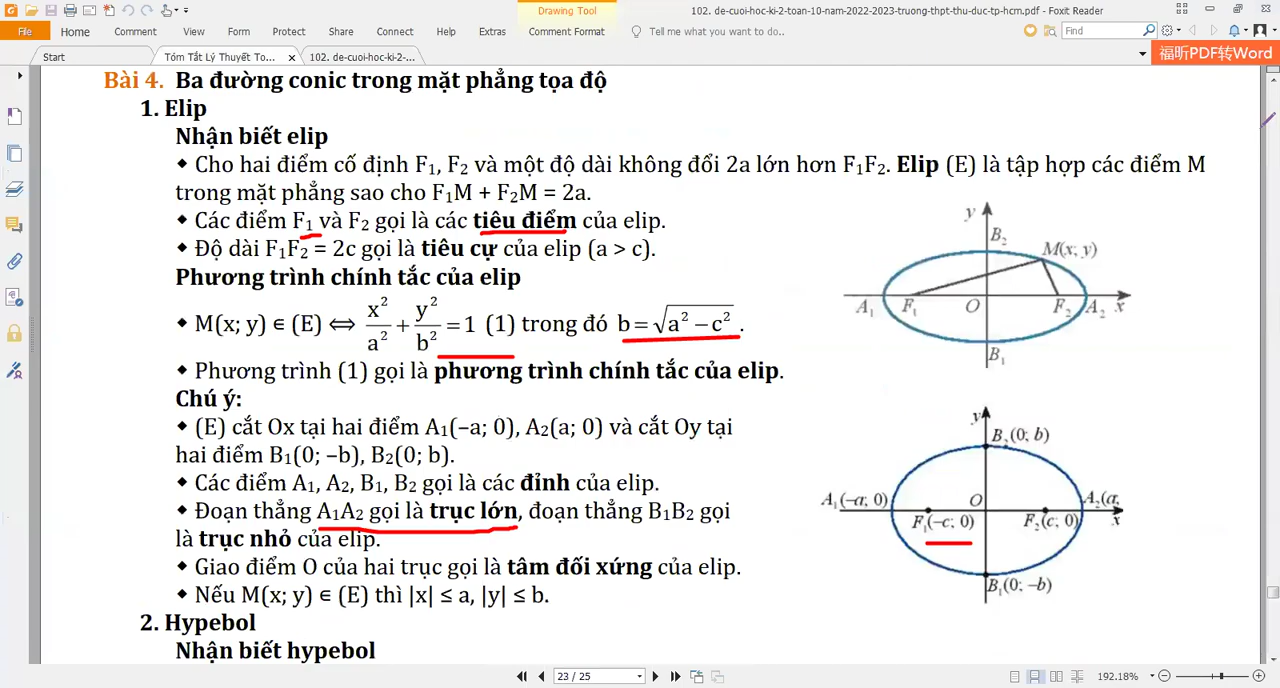 Drawing Tool
102. de-cuoi-hoc-ki-2-toan-10-nam-2022-2023-truong-thpt-thu-duc-tp-hcm.pdf - Foxit Reader
File Home Comment View Form Protect Share Connect Help Extras Comment Format Tell me what you want to do.. Find
Start Tóm Tắt Lý Thuyết To... × 102. de-cuoi-hoc-ki-2-... 福昕PDF转Word
Bài 4. Ba đường conic trong mặt phẳng tọa độ
1. Elip
Nhận biết elip
◆ Cho hai điểm cố định F₁, F₂ và một độ dài không đổi 2a lớn hơn F₁F₂. Elip (E) là tập hợp các điểm M
trong mặt phẳng sao cho F₁M + F₂M = 2a.
◆ Các điểm F₁ và F₂ gọi là các tiêu điểm của elip.
◆ Độ dài F₁F₂ = 2c gọi là tiêu cự của elip (a > c).
Phương trình chính tắc của elip
◆ M(x; y) ∈ (E) ⟺ x²/a² + y²/b² = 1 (1) trong đó b = √(a² – c²) .
◆ Phương trình (1) gọi là phương trình chính tắc của elip.
Chú ý:
◆ (E) cắt Ox tại hai điểm A₁(–a; 0), A₂(a; 0) và cắt Oy tại
hai điểm B₁(0; –b), B₂(0; b).
◆ Các điểm A₁, A₂, B₁, B₂ gọi là các đỉnh của elip.
◆ Đoạn thẳng A₁A₂ gọi là trục lớn, đoạn thẳng B₁B₂ gọi
là trục nhỏ của elip.
◆ Giao điểm O của hai trục gọi là tâm đối xứng của elip.
◆ Nếu M(x; y) ∈ (E) thì |x| ≤ a, |y| ≤ b.
2. Hypebol
Nhận biết hypebol
y
B₂
M(x; y)
A₁ F₁ O F₂ A₂ x
B₁
y
B₂(0; b)
A₁(–a; 0) O A₂(a,
F₁(–c; 0) F₂(c; 0) x
B₁(0; –b)
23 / 25 192.18%